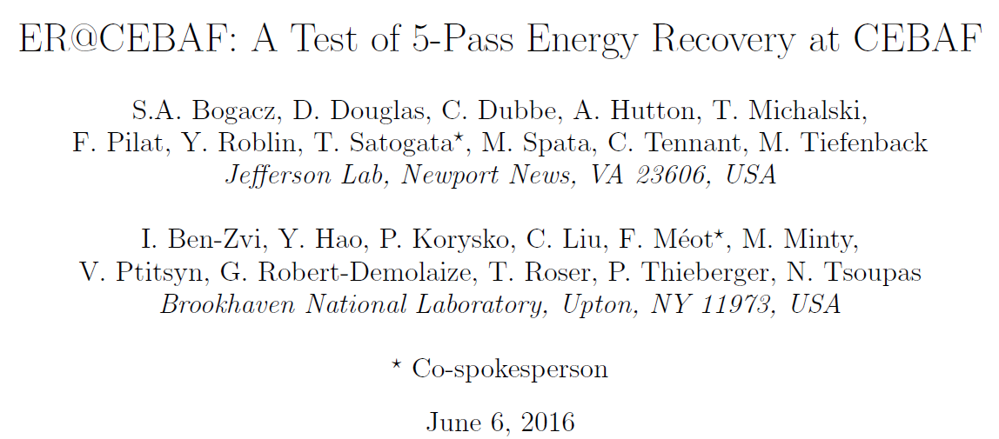 ER@CEBAF: A Test of 5-Pass Energy Recovery at CEBAF
S.A. Bogacz, D. Douglas, C. Dubbe, A. Hutton, T. Michalski,
F. Pilat, Y. Roblin, T. Satogata⋆, M. Spata, C. Tennant, M. Tiefenback
Jefferson Lab, Newport News, VA 23606, USA
I. Ben-Zvi, Y. Hao, P. Korysko, C. Liu, F. Méot⋆, M. Minty,
V. Ptitsyn, G. Robert-Demolaize, T. Roser, P. Thieberger, N. Tsoupas
Brookhaven National Laboratory, Upton, NY 11973, USA
⋆ Co-spokesperson
June 6, 2016